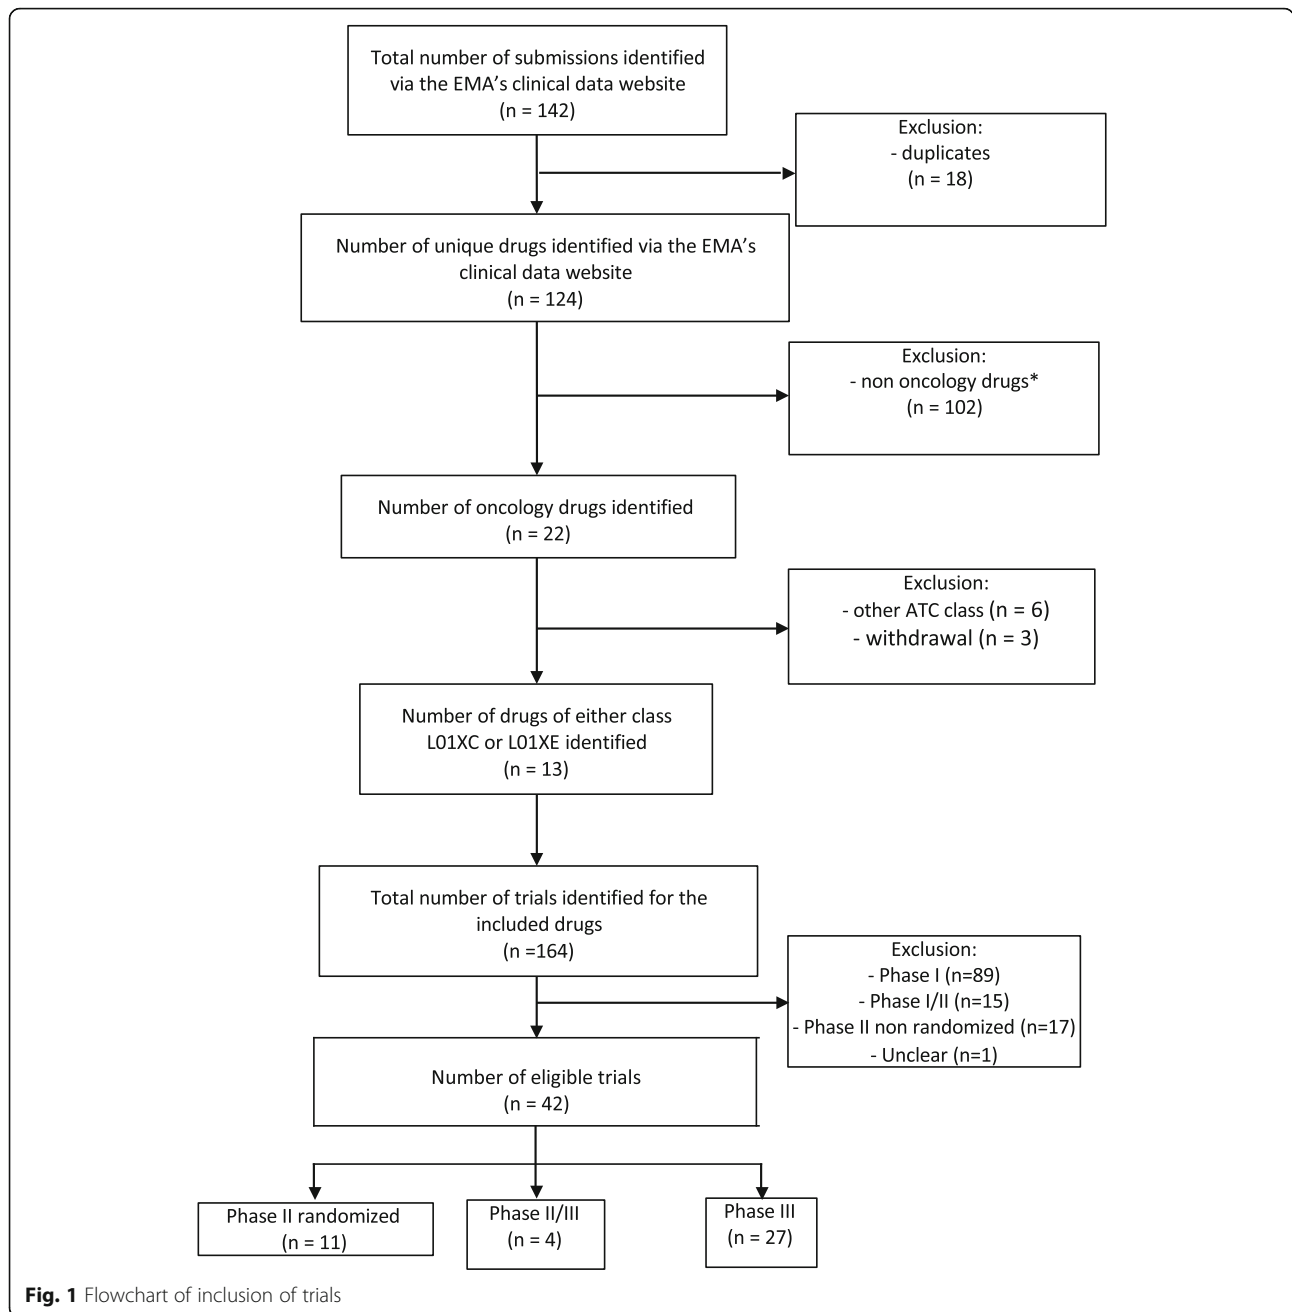 Total number of submissions identified
via the EMA's clinical data website
(n = 142)
Exclusion:
- duplicates
(n = 18)
Number of unique drugs identified via the EMA's
clinical data website
(n = 124)
Exclusion:
- non oncology drugs*
(n = 102)
Number of oncology drugs identified
(n = 22)
Exclusion:
- other ATC class (n = 6)
- withdrawal (n = 3)
Number of drugs of either class
L01XC or L01XE identified
(n = 13)
Total number of trials identified for the
included drugs
(n =164)
Exclusion:
- Phase I (n=89)
- Phase I/II (n=15)
- Phase II non randomized (n=17)
- Unclear (n=1)
Number of eligible trials
(n = 42)
Phase II randomized
(n = 11)
Phase II/III
(n = 4)
Phase III
(n = 27)
Fig. 1 Flowchart of inclusion of trials